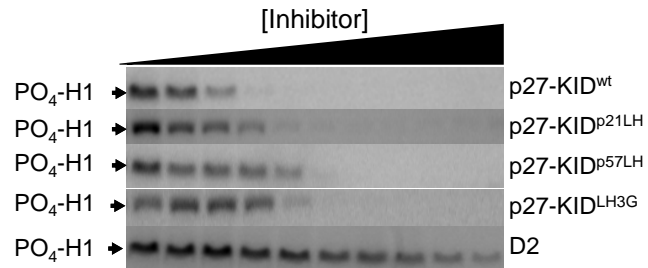 [Inhibitor]
PO₄-H1 p27-KIDʷᵗ
PO₄-H1 p27-KIDᵖ²¹ᴸᴴ
PO₄-H1 p27-KIDᵖ⁵⁷ᴸᴴ
PO₄-H1 p27-KIDᴸᴴ³ᴳ
PO₄-H1 D2